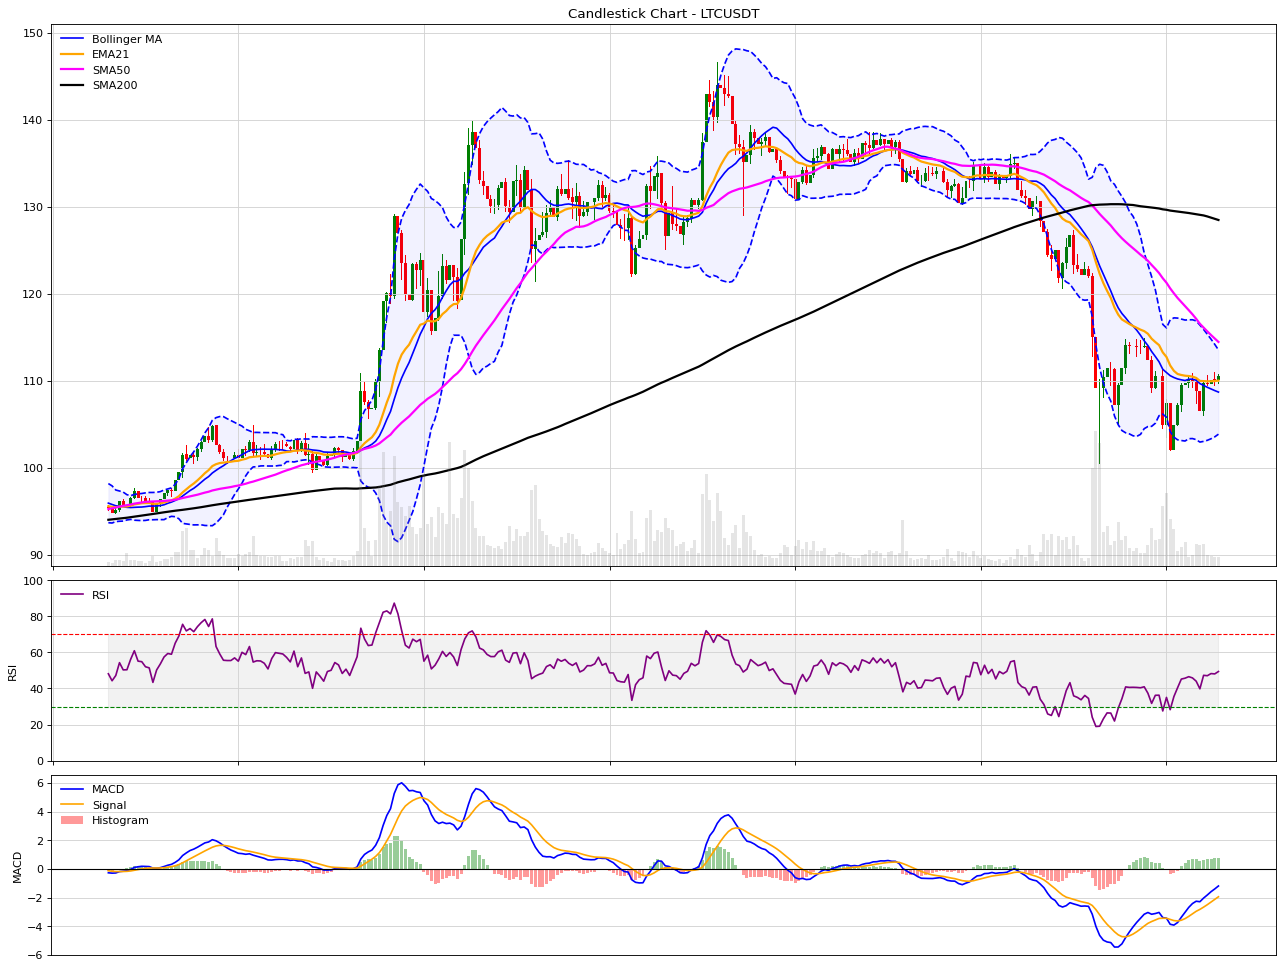 Candlestick Chart - LTCUSDT
150
140
130
120
110
100
90
Bollinger MA
EMA21
SMA50
SMA200
100
80
60
40
20
0
RSI
RSI
6
4
2
0
−2
−4
−6
MACD
MACD
Signal
Histogram